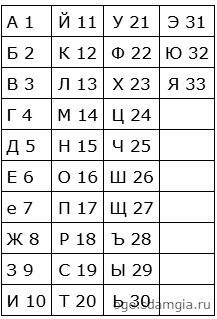 А 1 Й 11 У 21 Э 31
Б 2 К 12 Ф 22 Ю 32
В 3 Л 13 Х 23 Я 33
Г 4 М 14 Ц 24
Д 5 Н 15 Ч 25
Е 6 О 16 Ш 26
е 7 П 17 Щ 27
Ж 8 Р 18 Ъ 28
З 9 С 19 Ы 29
И 10 Т 20 Ь 30
oge.sdamgia.ru